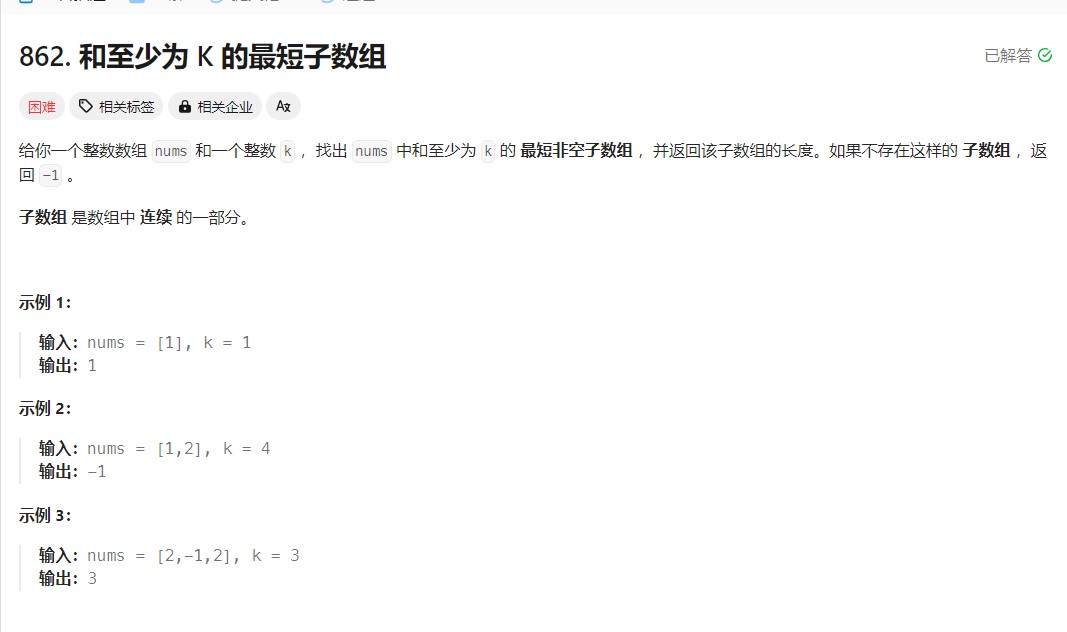 862. 和至少为 K 的最短子数组
已解答
困难 相关标签 相关企业
给你一个整数数组 nums 和一个整数 k ，找出 nums 中和至少为 k 的 最短非空子数组 ，并返回该子数组的长度。如果不存在这样的 子数组 ，返
回 -1 。
子数组 是数组中 连续 的一部分。
示例 1：
输入：nums = [1], k = 1
输出：1
示例 2：
输入：nums = [1,2], k = 4
输出：-1
示例 3：
输入：nums = [2,-1,2], k = 3
输出：3